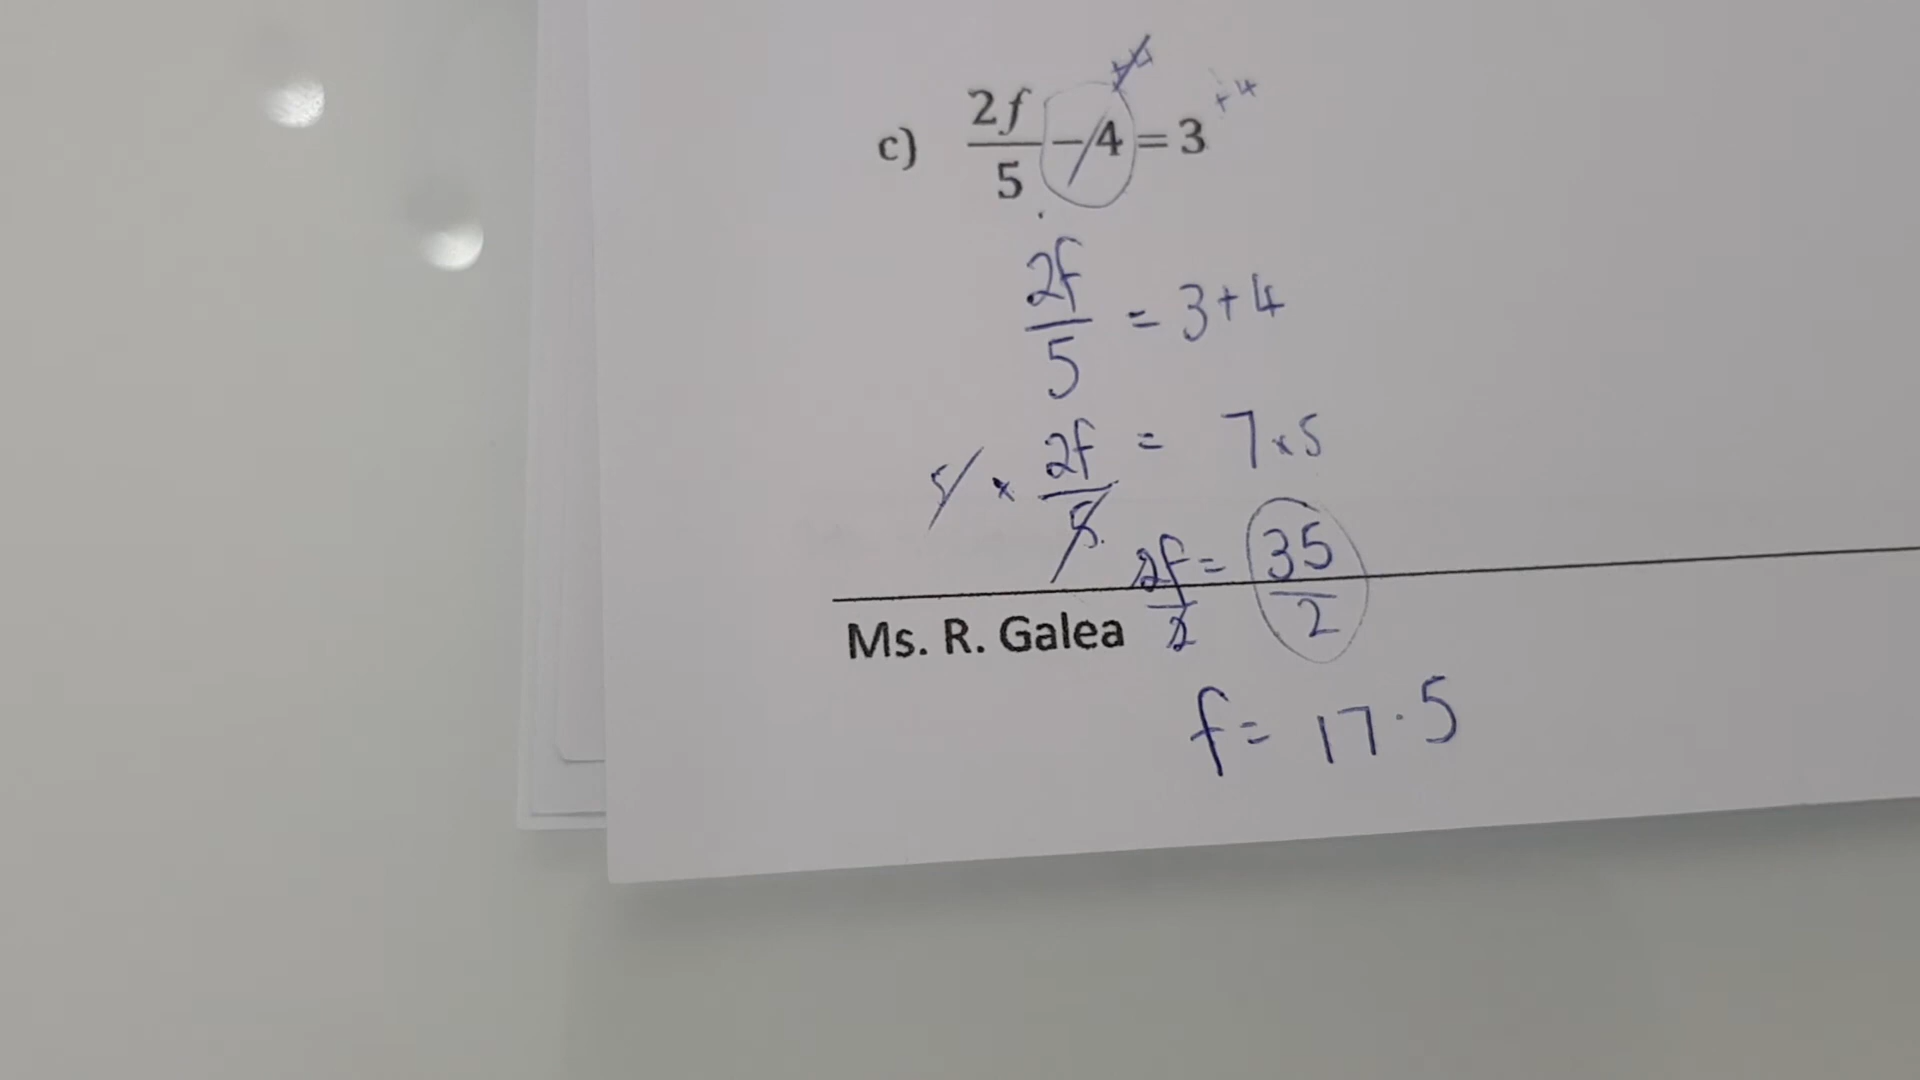 +4
c) 2f/5 - 4 = 3 +4
2f/5 = 3+4
5 × 2f/5 = 7×5
2f/2 = 35/2
Ms. R. Galea
f = 17.5